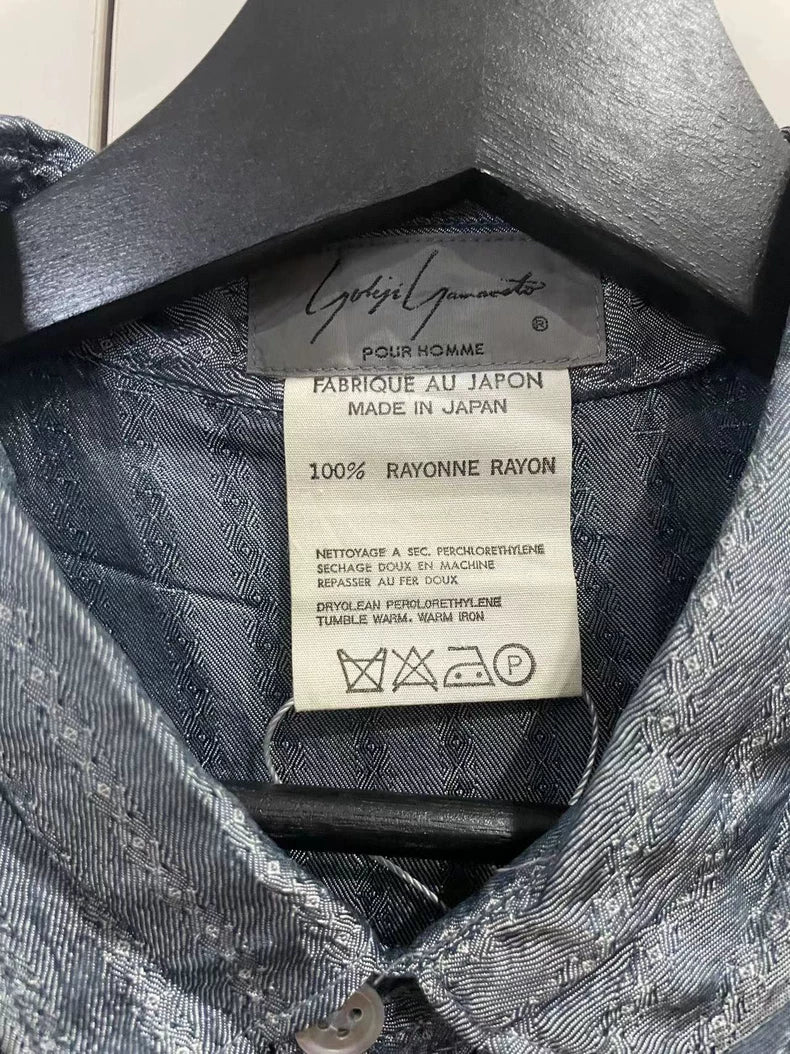 Yohji Yamamoto
®
POUR HOMME
FABRIQUE AU JAPON
MADE IN JAPAN
100% RAYONNE RAYON
NETTOYAGE A SEC. PERCHLORETHYLENE
SECHAGE DOUX EN MACHINE
REPASSER AU FER DOUX
DRYCLEAN PERCLORETHYLENE
TUMBLE WARM. WARM IRON
P